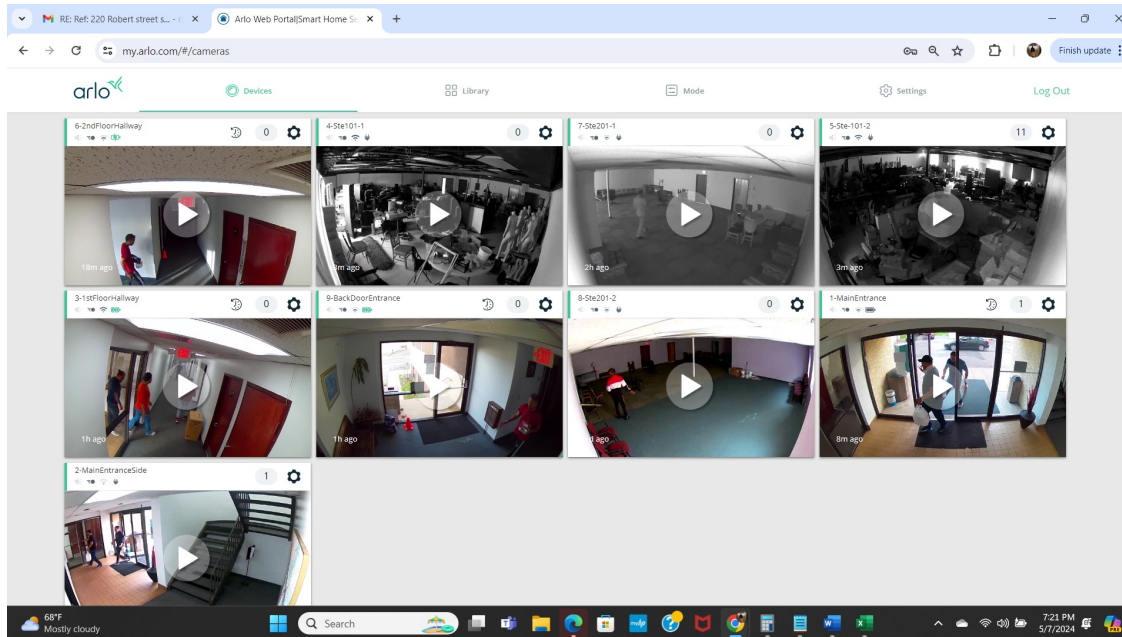 RE: Ref: 220 Robert street s... -
Arlo Web Portal|Smart Home Se
my.arlo.com/#/cameras
Finish update
arlo
Devices
Library
Mode
Settings
Log Out
6-2ndFloorHallway
0
4-Ste101-1
0
7-Ste201-1
0
5-Ste-101-2
11
18m ago
m ago
2h ago
3m ago
3-1stFloorHallway
0
9-BackDoorEntrance
0
8-Ste201-2
0
1-MainEntrance
1
EXIT
EXIT
1h ago
1h ago
d ago
8m ago
2-MainEntranceSide
1
68°F
Mostly cloudy
Search
7:21 PM
5/7/2024